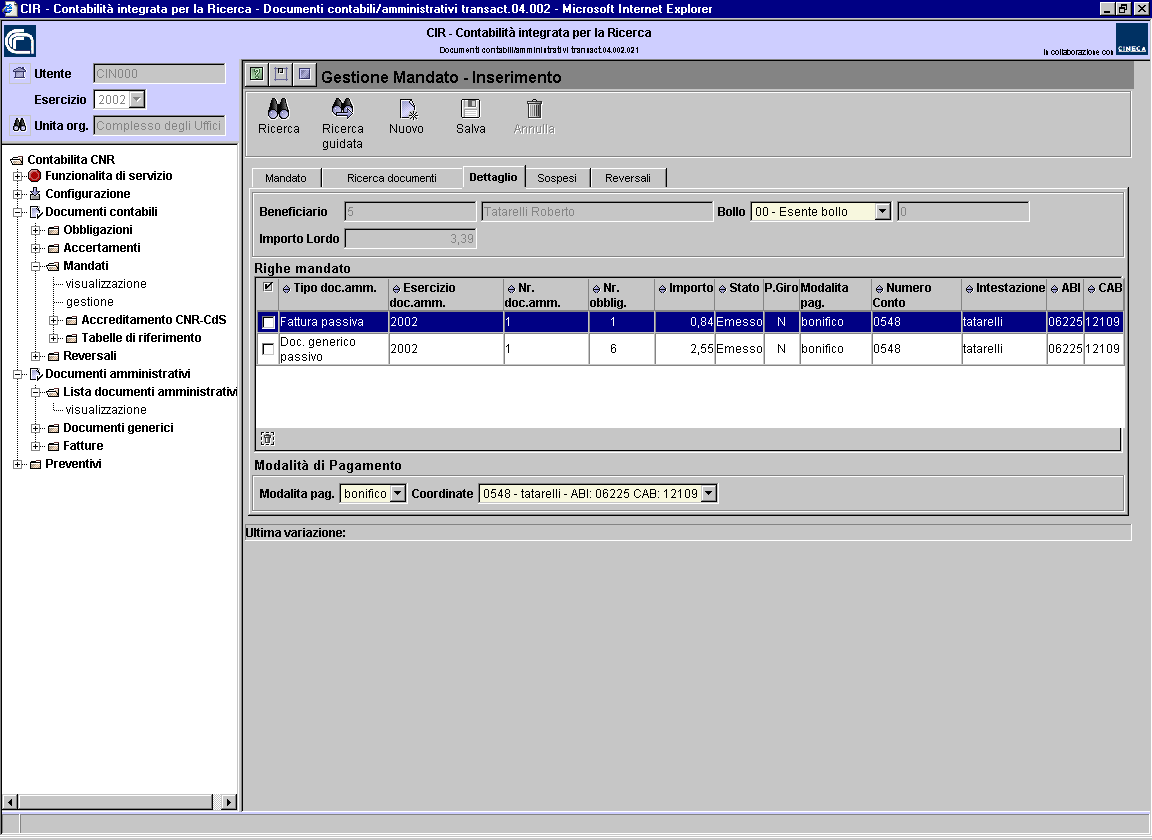 CIR - Contabilità integrata per la Ricerca - Documenti contabili/amministrativi transact.04.002 - Microsoft Internet Explorer
CIR - Contabilità integrata per la Ricerca
Documenti contabili/amministrativi transact.04.002.021
In collaborazione con
CINECA
Utente CIN000
Esercizio 2002
Unita org. Complesso degli Uffici
Contabilita CNR
Funzionalita di servizio
Configurazione
Documenti contabili
Obbligazioni
Accertamenti
Mandati
visualizzazione
gestione
Accreditamento CNR-CdS
Tabelle di riferimento
Reversali
Documenti amministrativi
Lista documenti amministrativi
visualizzazione
Documenti generici
Fatture
Preventivi
Gestione Mandato - Inserimento
Ricerca
Ricerca guidata
Nuovo
Salva
Annulla
Mandato Ricerca documenti Dettaglio Sospesi Reversali
Beneficiario 5 Tatarelli Roberto Bollo 00 - Esente bollo 0
Importo Lordo 3,39
Righe mandato
Tipo doc.amm. Esercizio doc.amm. Nr. doc.amm. Nr. obblig. Importo Stato P.Giro Modalita pag. Numero Conto Intestazione ABI CAB
Fattura passiva 2002 1 1 0,84 Emesso N bonifico 0548 tatarelli 06225 12109
Doc. generico passivo 2002 1 6 2,55 Emesso N bonifico 0548 tatarelli 06225 12109
Modalità di Pagamento
Modalita pag. bonifico Coordinate 0548 - tatarelli - ABI: 06225 CAB: 12109
Ultima variazione: